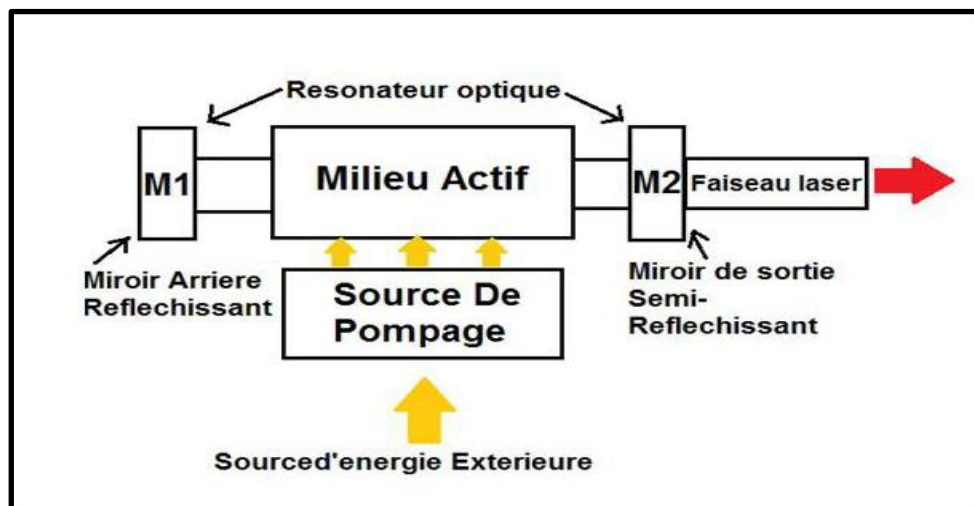 Resonateur optique
M1
Milieu Actif
M2
Faiseau laser
Miroir Arriere
Reflechissant
Source De
Pompage
Miroir de sortie
Semi-
Reflechissant
Sourced'energie Exterieure